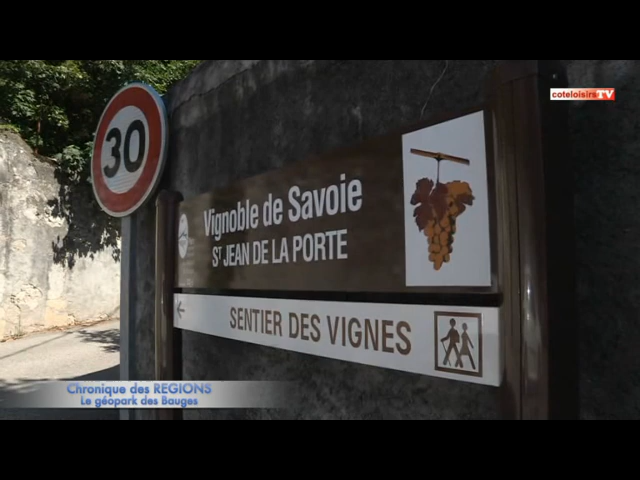 coteloisirsTV
30
Vignoble de Savoie
ST JEAN DE LA PORTE
SENTIER DES VIGNES
Chronique des REGIONS
Le géopark des Bauges